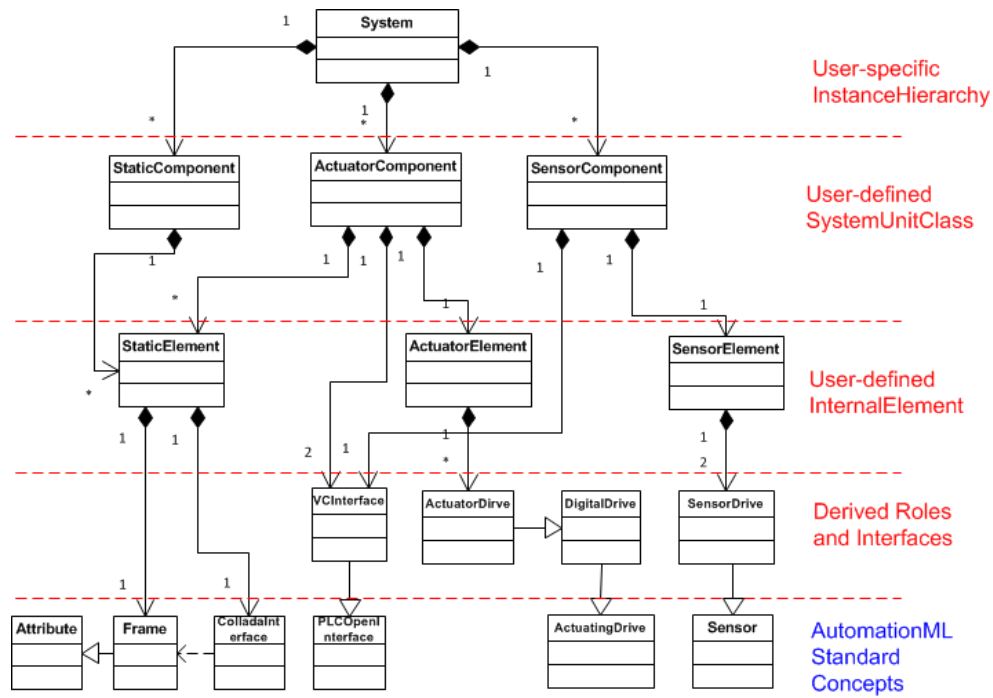 System
1
1
1
User-specific
InstanceHierarchy
*
*
*
StaticComponent
ActuatorComponent
SensorComponent
User-defined
SystemUnitClass
1
1
1
1
1
1
*
1
1
StaticElement
ActuatorElement
SensorElement
User-defined
InternalElement
*
1
1
2
1
1
*
1
2
VCInterface
ActuatorDirve
DigitalDrive
SensorDrive
Derived Roles
and Interfaces
1
1
Attribute
Frame
ColladaInt
erface
PLCOpenI
nterface
ActuatingDrive
Sensor
AutomationML
Standard
Concepts